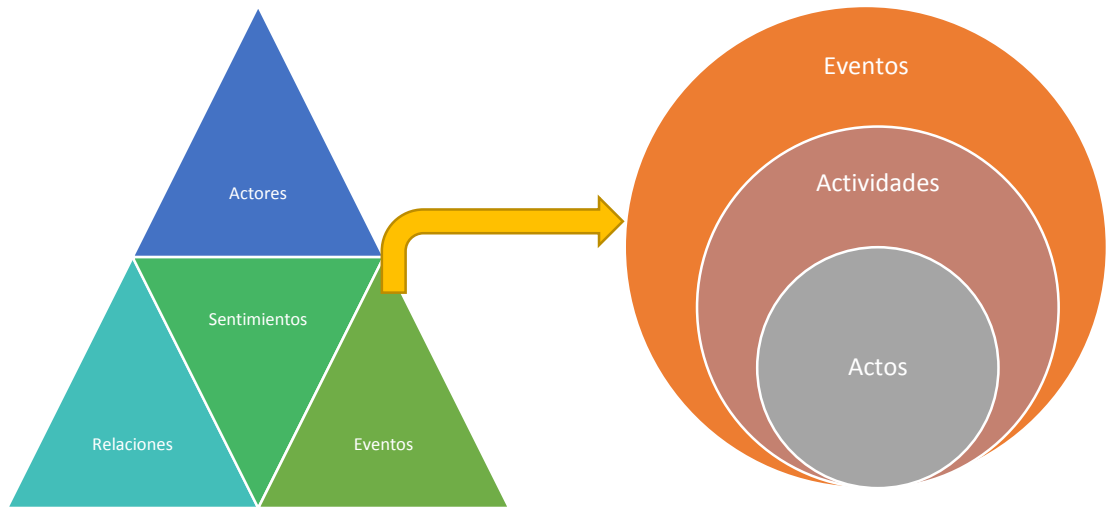 Actores
Sentimientos
Relaciones
Eventos
Eventos
Actividades
Actos